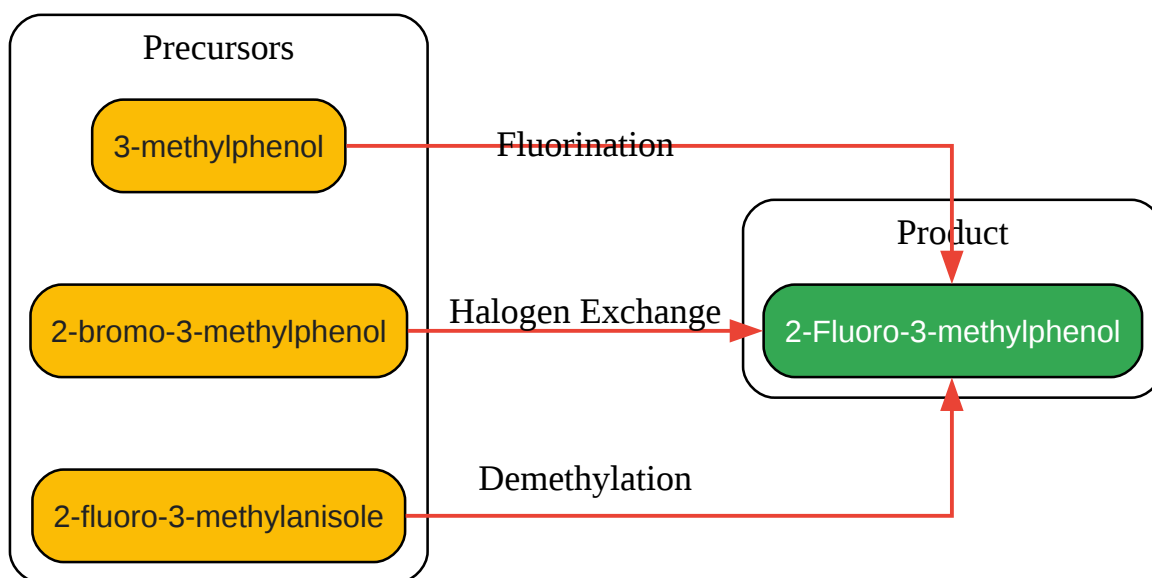 Precursors
3-methylphenol
Fluorination
Product
2-bromo-3-methylphenol
Halogen Exchange
2-Fluoro-3-methylphenol
2-fluoro-3-methylanisole
Demethylation